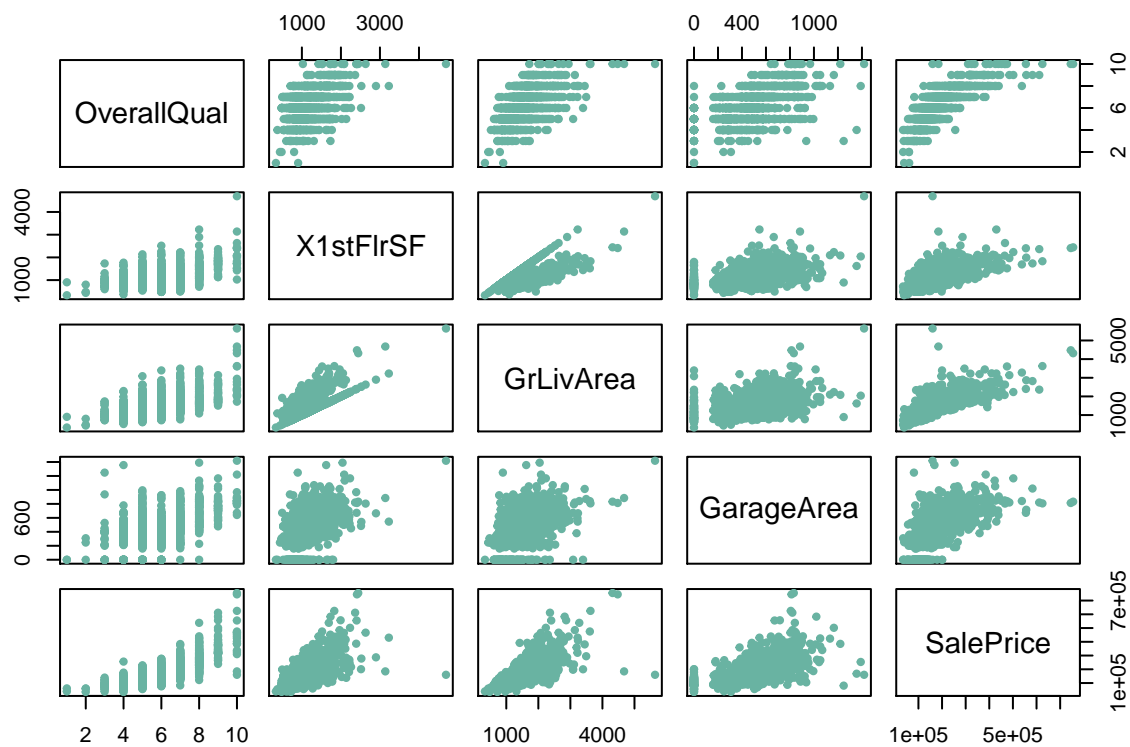 1000 3000
0 400 1000
OverallQual
2 6 10
1000 4000
X1stFlrSF
GrLivArea
1000 5000
0 600
GarageArea
SalePrice
1e+05 7e+05
2 4 6 8 10
1000 4000
1e+05 5e+05